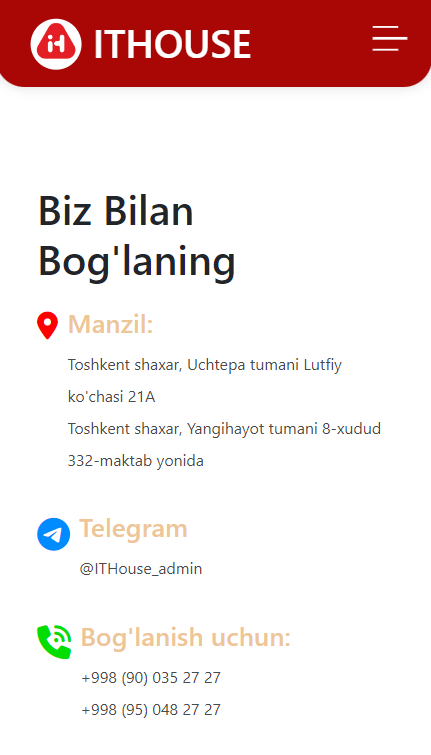 ITHOUSE
Biz Bilan
Bog'laning
Manzil:
Toshkent shaxar, Uchtepa tumani Lutfiy
ko'chasi 21A
Toshkent shaxar, Yangihayot tumani 8-xudud
332-maktab yonida
Telegram
@ITHouse_admin
Bog'lanish uchun:
+998 (90) 035 27 27
+998 (95) 048 27 27